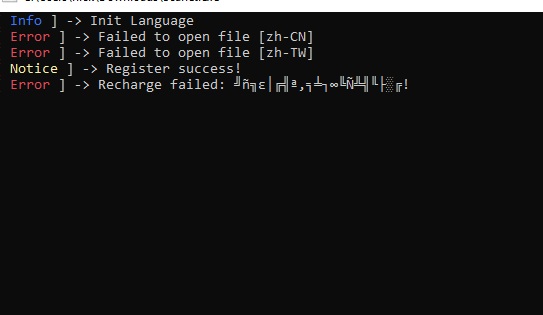 Info ] -> Init Language
Error ] -> Failed to open file [zh-CN]
Error ] -> Failed to open file [zh-TW]
Notice ] -> Register success!
Error ] -> Recharge failed: ╝ñ╗ε│╔╣ª,╕╧┐∞╚Ñ╩╣╙├░╔!